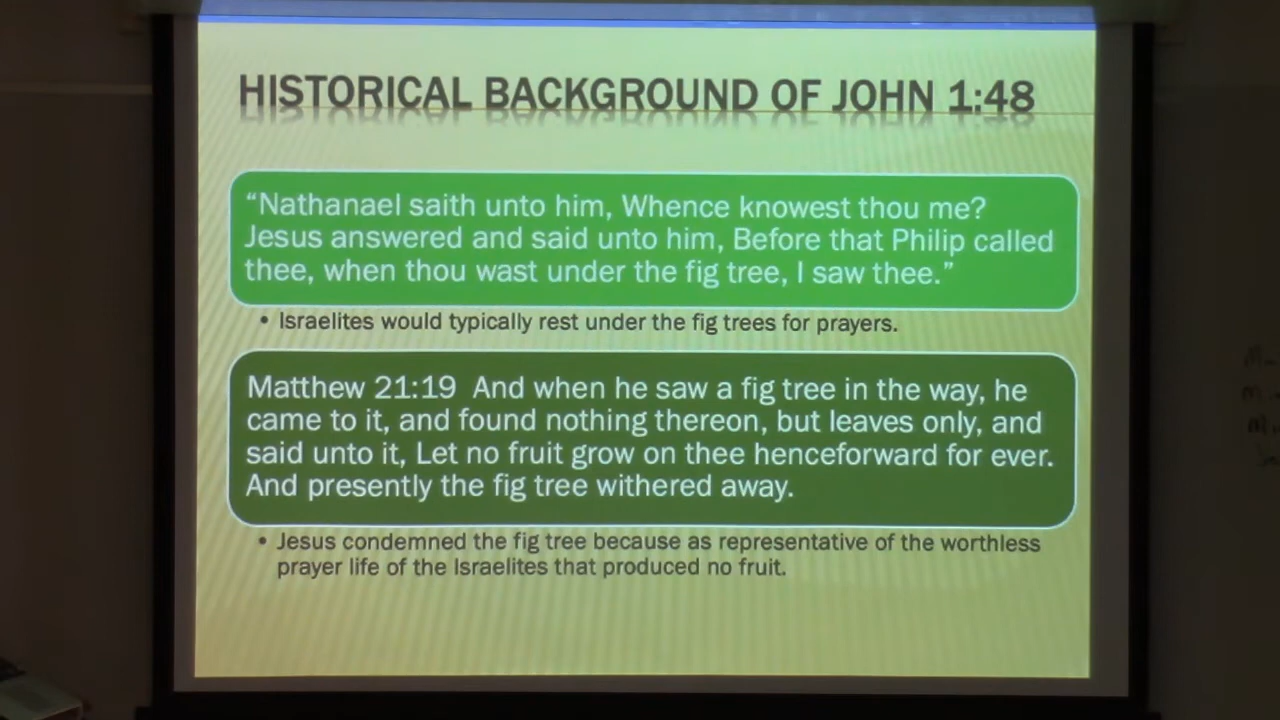 HISTORICAL BACKGROUND OF JOHN 1:48
“Nathanael saith unto him, Whence knowest thou me?
Jesus answered and said unto him, Before that Philip called
thee, when thou wast under the fig tree, I saw thee.”
• Israelites would typically rest under the fig trees for prayers.
Matthew 21:19 And when he saw a fig tree in the way, he
came to it, and found nothing thereon, but leaves only, and
said unto it, Let no fruit grow on thee henceforward for ever.
And presently the fig tree withered away.
• Jesus condemned the fig tree because as representative of the worthless
prayer life of the Israelites that produced no fruit.